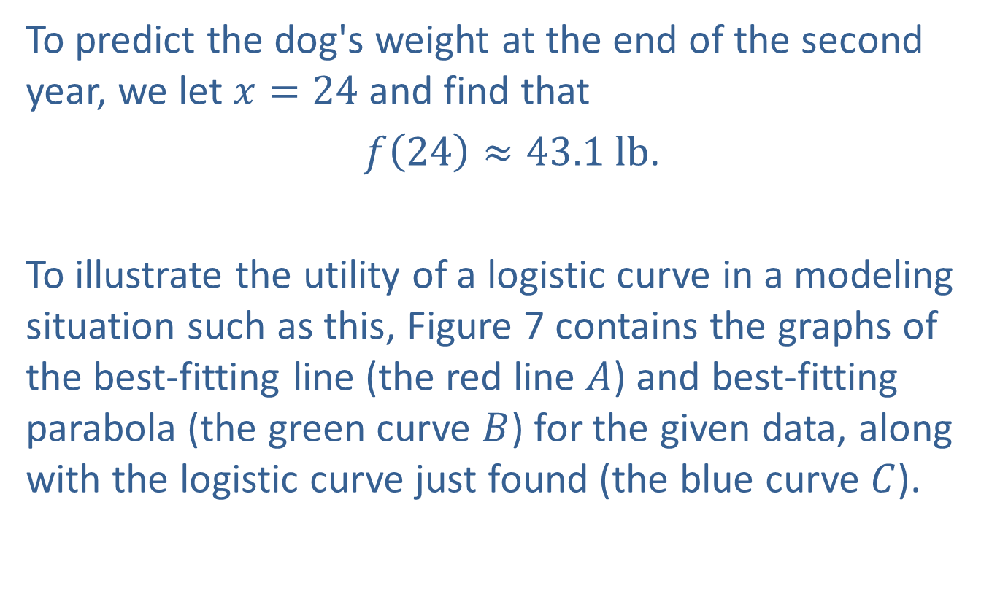 To predict the dog's weight at the end of the second
year, we let x = 24 and find that
f(24) ≈ 43.1 lb.
To illustrate the utility of a logistic curve in a modeling
situation such as this, Figure 7 contains the graphs of
the best-fitting line (the red line A) and best-fitting
parabola (the green curve B) for the given data, along
with the logistic curve just found (the blue curve C).